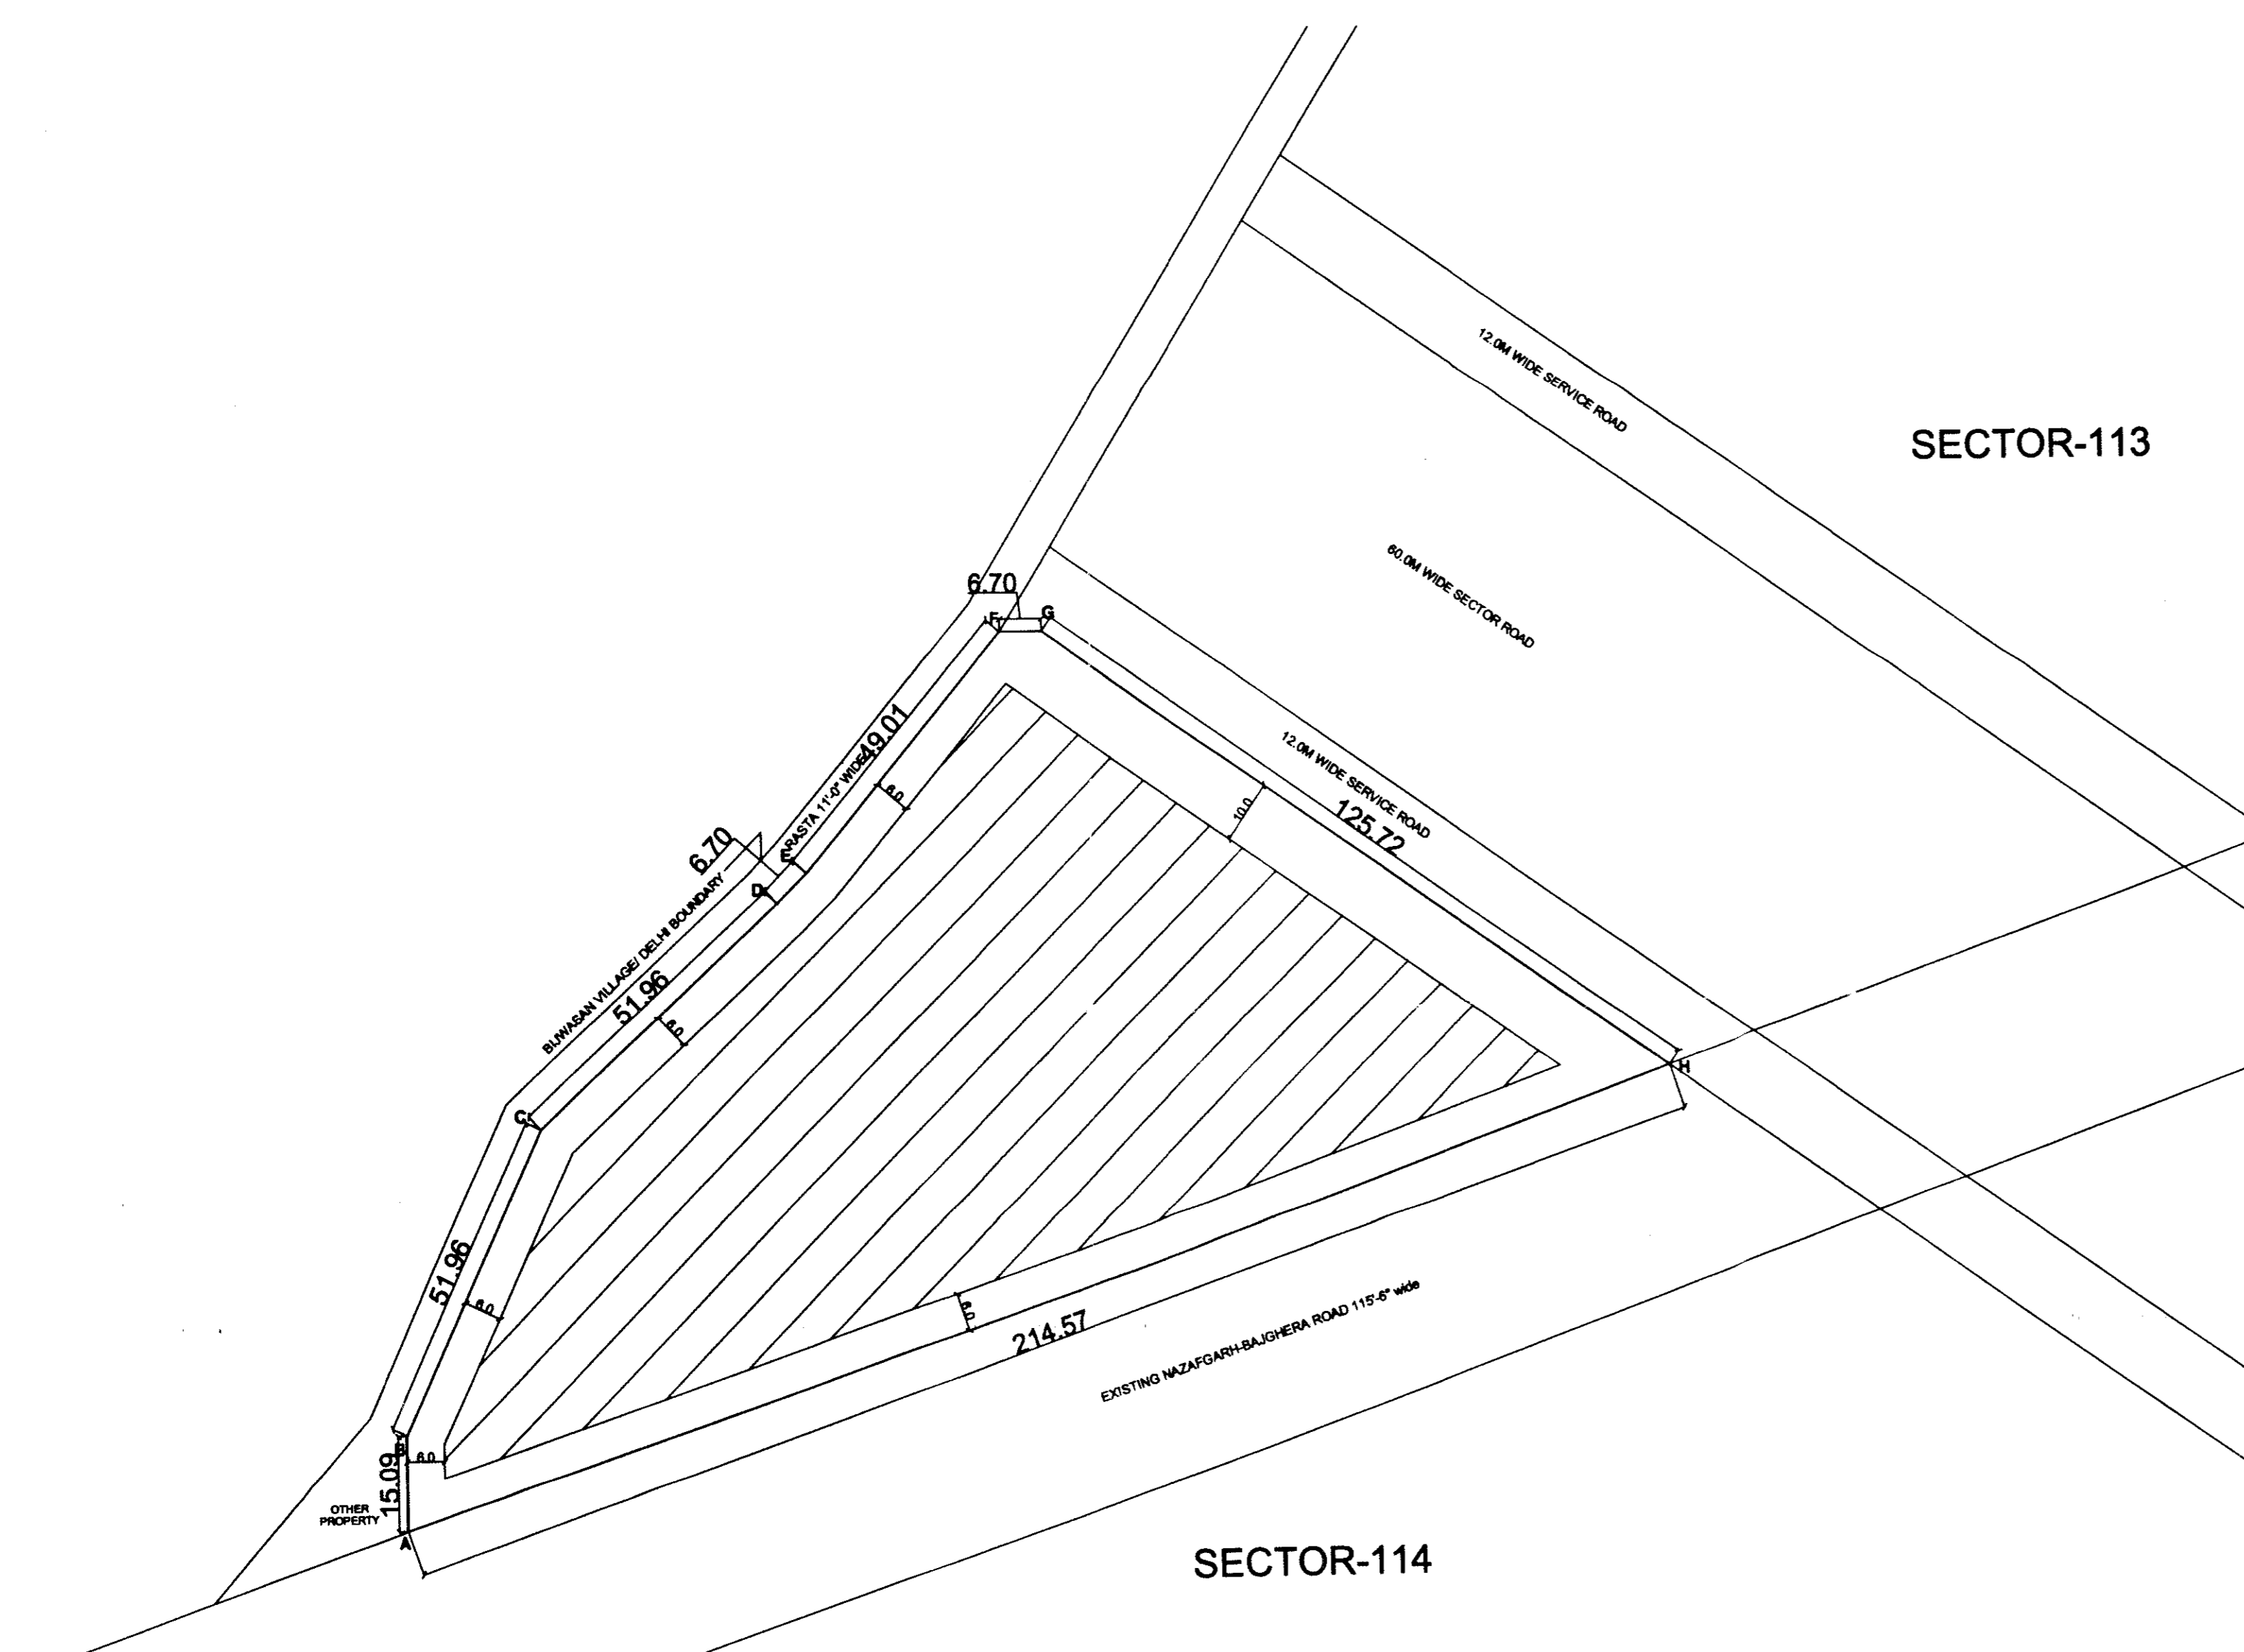 12.0M WIDE SERVICE ROAD
SECTOR-113
60.0M WIDE SECTOR ROAD
6.70
F
G
49.01
RASTA 11'-0" WIDE
6.0
12.0M WIDE SERVICE ROAD
125.72
10.0
6.70
E
D
BIJWASAN VILLAGE/ DELHI BOUNDARY
51.96
6.0
H
C
51.96
6.0
6.0
214.57
EXISTING NAZAFGARH-BAJGHERA ROAD 115'-6" wide
B
6.0
15.09
OTHER
PROPERTY
A
SECTOR-114